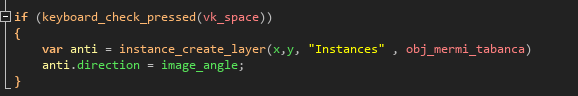 if (keyboard_check_pressed(vk_space))
{
    var anti = instance_create_layer(x,y, "Instances" , obj_mermi_tabanca)
    anti.direction = image_angle;
}